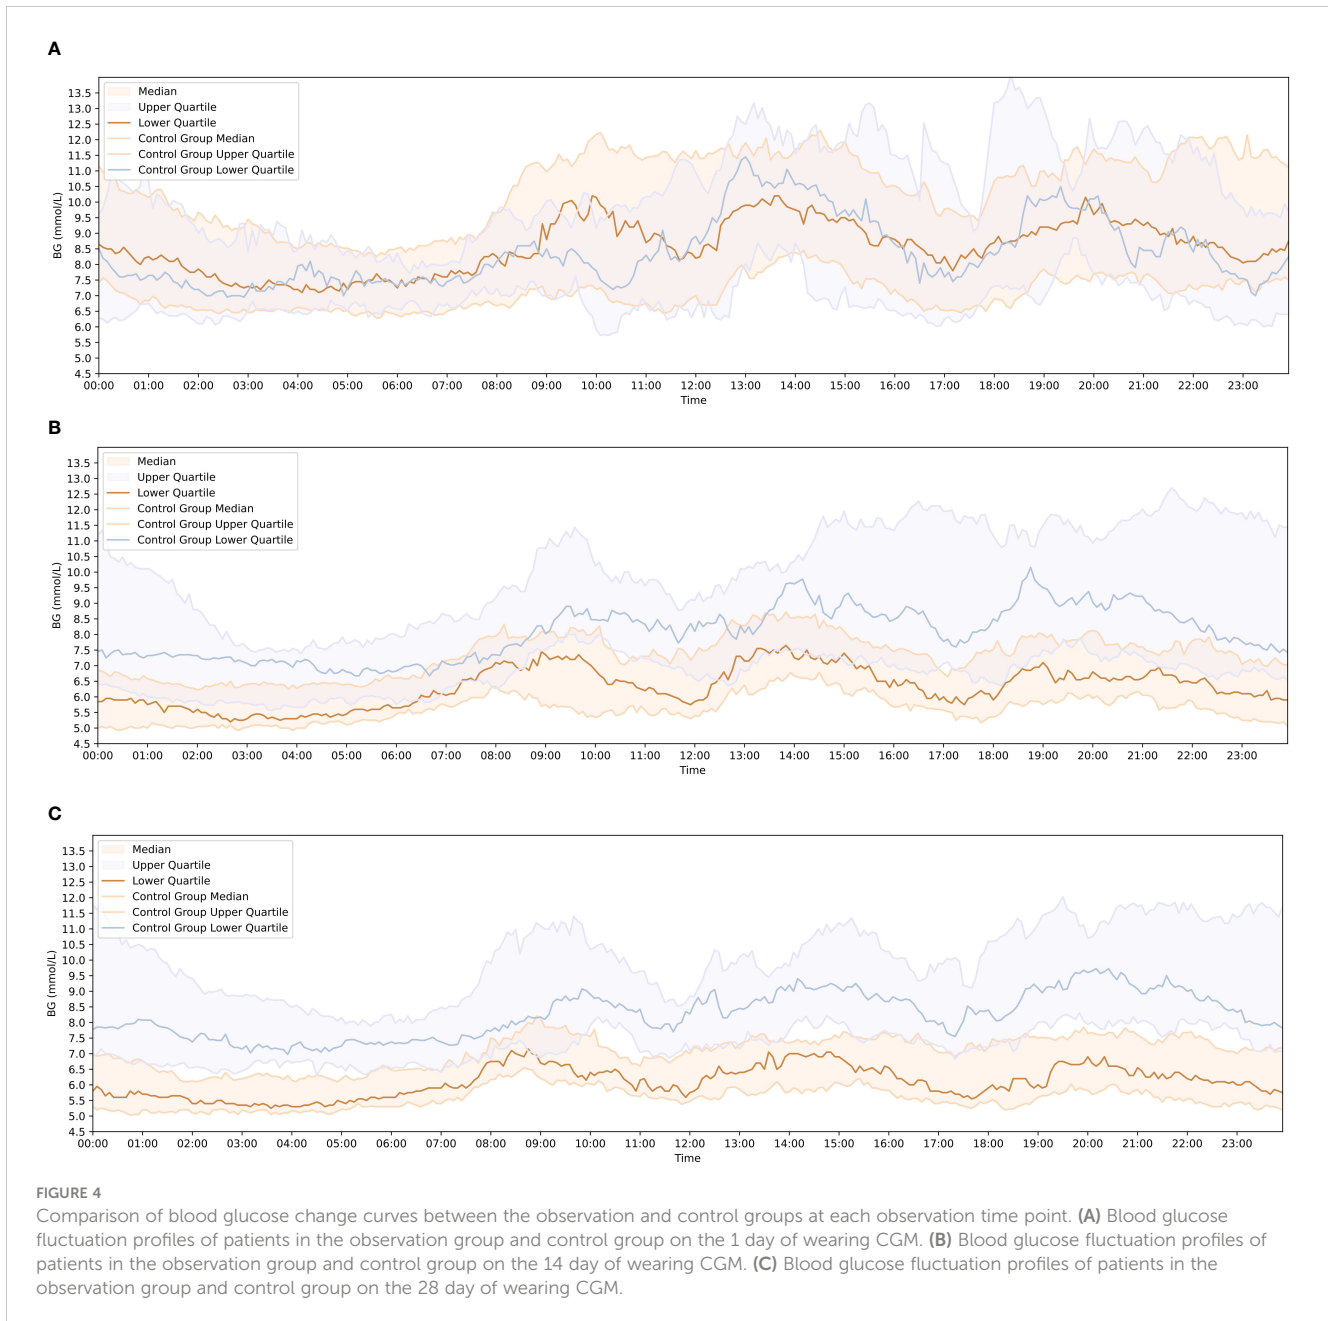 A
13.5
13.0
12.5
12.0
11.5
11.0
10.5
10.0
9.5
9.0
8.5
8.0
7.5
7.0
6.5
6.0
5.5
5.0
4.5
BG (mmol/L)
Median
Upper Quartile
Lower Quartile
Control Group Median
Control Group Upper Quartile
Control Group Lower Quartile
00:00 01:00 02:00 03:00 04:00 05:00 06:00 07:00 08:00 09:00 10:00 11:00 12:00 13:00 14:00 15:00 16:00 17:00 18:00 19:00 20:00 21:00 22:00 23:00
Time
B
13.5
13.0
12.5
12.0
11.5
11.0
10.5
10.0
9.5
9.0
8.5
8.0
7.5
7.0
6.5
6.0
5.5
5.0
4.5
BG (mmol/L)
Median
Upper Quartile
Lower Quartile
Control Group Median
Control Group Upper Quartile
Control Group Lower Quartile
00:00 01:00 02:00 03:00 04:00 05:00 06:00 07:00 08:00 09:00 10:00 11:00 12:00 13:00 14:00 15:00 16:00 17:00 18:00 19:00 20:00 21:00 22:00 23:00
Time
C
13.5
13.0
12.5
12.0
11.5
11.0
10.5
10.0
9.5
9.0
8.5
8.0
7.5
7.0
6.5
6.0
5.5
5.0
4.5
BG (mmol/L)
Median
Upper Quartile
Lower Quartile
Control Group Median
Control Group Upper Quartile
Control Group Lower Quartile
00:00 01:00 02:00 03:00 04:00 05:00 06:00 07:00 08:00 09:00 10:00 11:00 12:00 13:00 14:00 15:00 16:00 17:00 18:00 19:00 20:00 21:00 22:00 23:00
Time
FIGURE 4
Comparison of blood glucose change curves between the observation and control groups at each observation time point. (A) Blood glucose
fluctuation profiles of patients in the observation group and control group on the 1 day of wearing CGM. (B) Blood glucose fluctuation profiles of
patients in the observation group and control group on the 14 day of wearing CGM. (C) Blood glucose fluctuation profiles of patients in the
observation group and control group on the 28 day of wearing CGM.